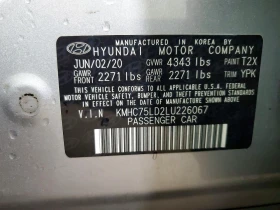 MANUFACTURED IN KOREA BY
HYUNDAI MOTOR COMPANY
JUN/02/20 GVWR 4343 lbs PAINT T2X
GAWR FRONT 2271 lbs GAWR REAR 2271 lbs TRIM YPK
THIS VEHICLE CONFORMS TO ALL APPLICABLE
FEDERAL MOTOR VEHICLE SAFETY, BUMPER,
AND THEFT PREVENTION STANDARDS IN EFFECT
ON THE DATE OF MANUFACTURE SHOWN ABOVE.
V.I.N KMHC75LD2LU226067
PASSENGER CAR